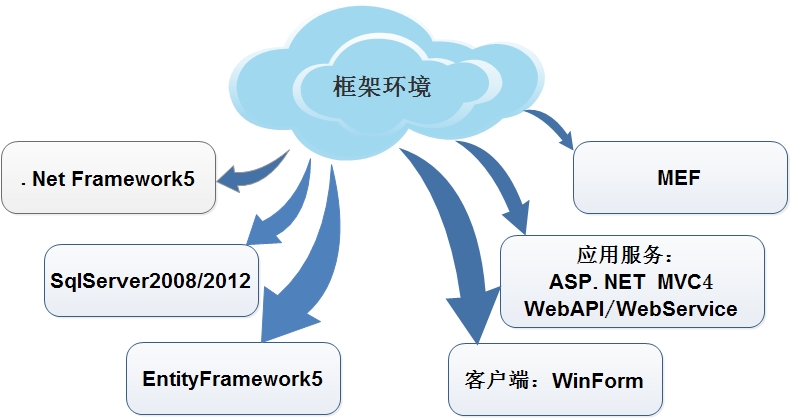 框架环境
.Net Framework5
MEF
SqlServer2008/2012
应用服务：
ASP.NET MVC4
WebAPI/WebService
EntityFramework5
客户端：WinForm